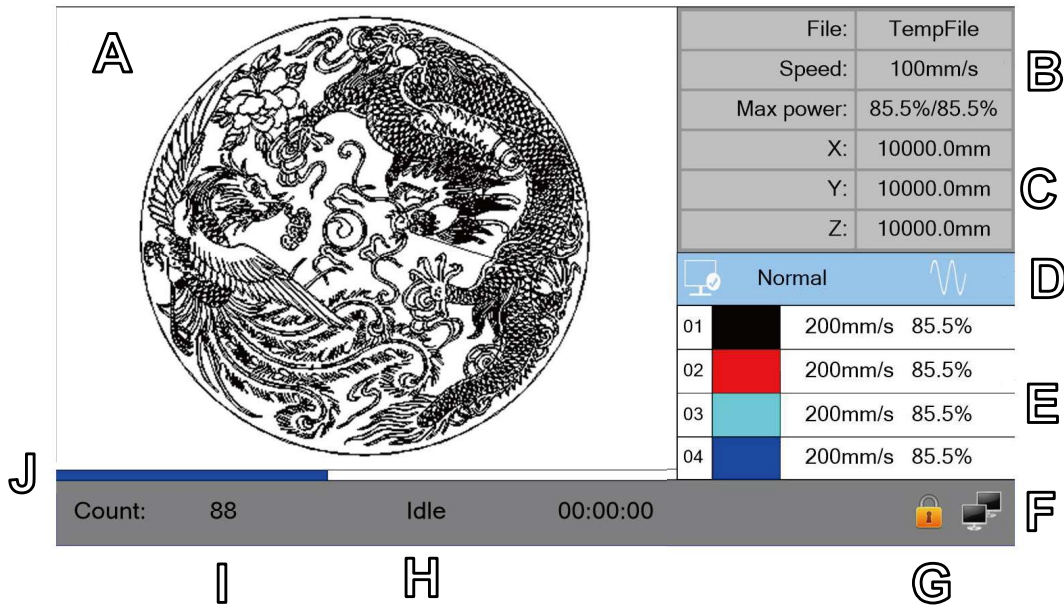 A
File: TempFile
Speed: 100mm/s
B
Max power: 85.5%/85.5%
X: 10000.0mm
Y: 10000.0mm
C
Z: 10000.0mm
Normal
D
01 200mm/s 85.5%
02 200mm/s 85.5%
03 200mm/s 85.5%
E
04 200mm/s 85.5%
J
Count: 88 Idle 00:00:00
F
I
H
G